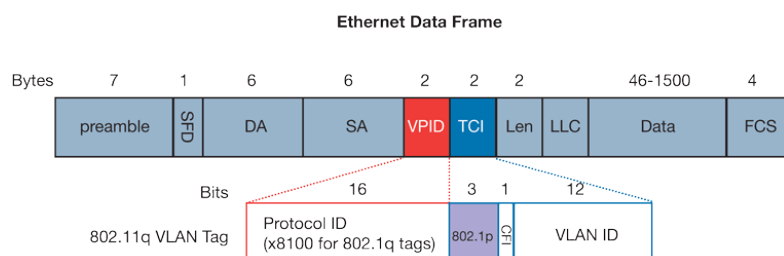 Ethernet Data Frame
Bytes 7 1 6 6 2 2 2 46-1500 4
preamble SFD DA SA VPID TCI Len LLC Data FCS
Bits 16 3 1 12
802.11q VLAN Tag Protocol ID
(x8100 for 802.1q tags) 802.1p CFI VLAN ID